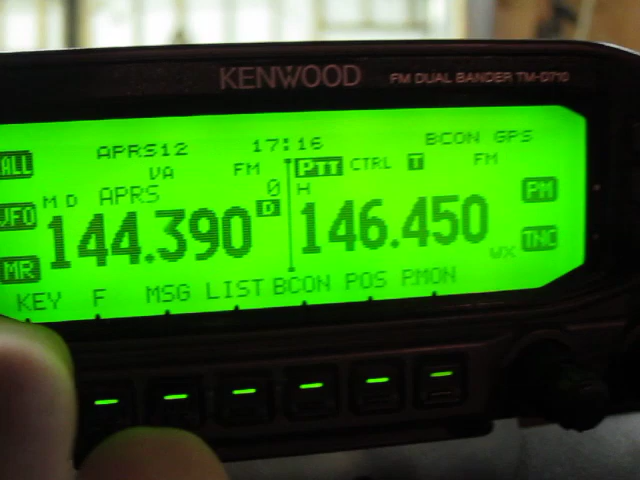 KENWOOD FM DUAL BANDER TM-D710
APRS12 17:16 BCON GPS
ALL VA FM PTT CTRL T FM
M D APRS 0 H PM
VFO 144.390 D 146.450
MR WX TNC
KEY F MSG LIST BCON POS P.MON